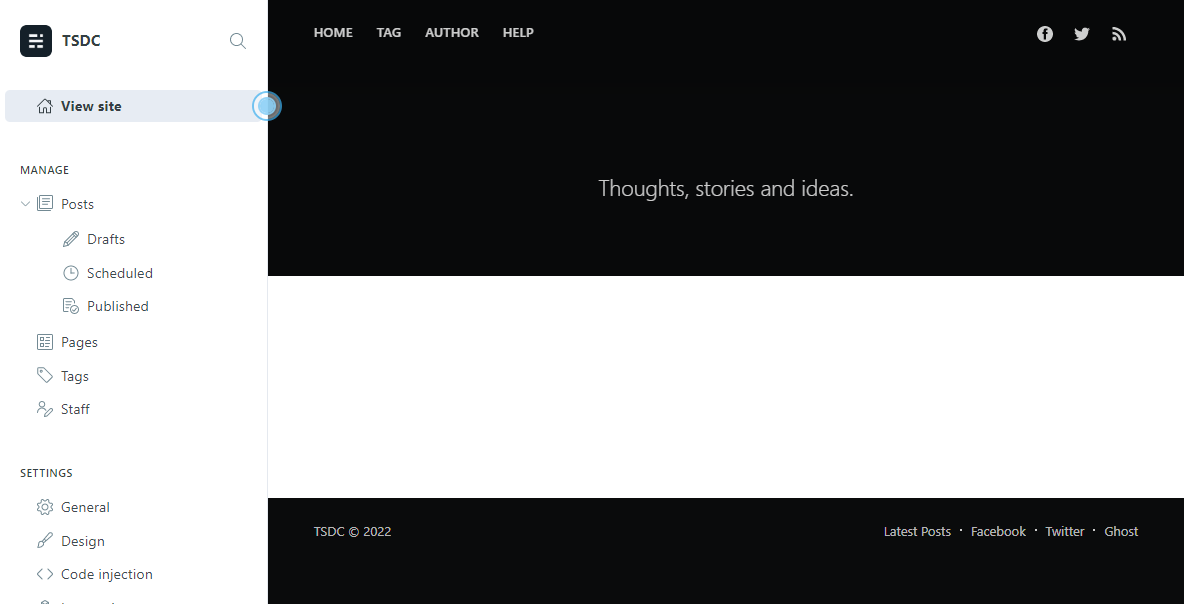 TSDC
View site
MANAGE
Posts
Drafts
Scheduled
Published
Pages
Tags
Staff
SETTINGS
General
Design
Code injection
HOME TAG AUTHOR HELP
Thoughts, stories and ideas.
TSDC © 2022
Latest Posts · Facebook · Twitter · Ghost